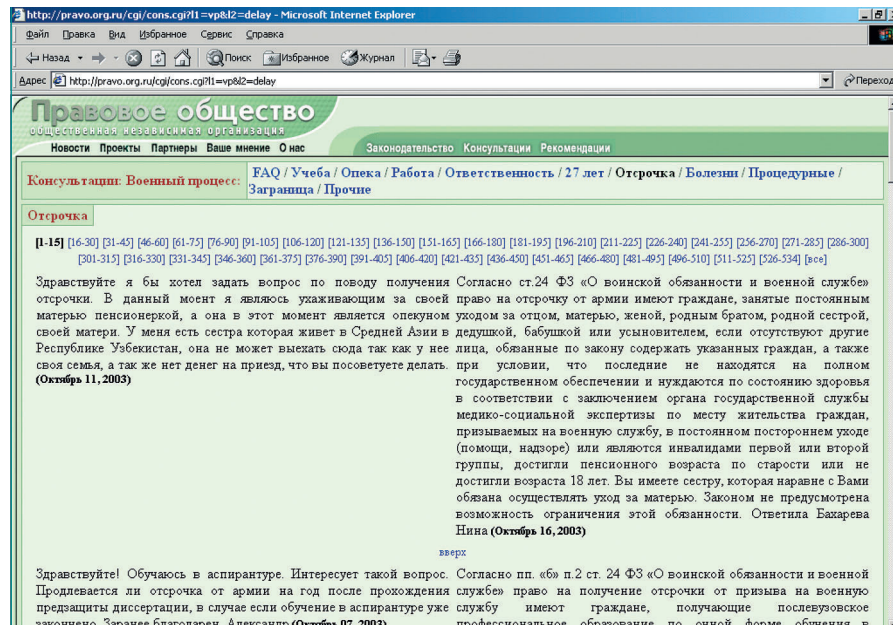 http://pravo.org.ru/cgi/cons.cgi?l1=vp&l2=delay - Microsoft Internet Explorer
Файл Правка Вид Избранное Сервис Справка
Назад Поиск Избранное Журнал
Адрес http://pravo.org.ru/cgi/cons.cgi?l1=vp&l2=delay Переход
Правовое общество
общественная независимая организация
Новости Проекты Партнеры Ваше мнение О нас Законодательство Консультации Рекомендации
Консультации: Военный процесс:
FAQ / Учеба / Опека / Работа / Ответственность / 27 лет / Отсрочка / Болезни / Процедурные /
Заграница / Прочие
Отсрочка
[1-15] [16-30] [31-45] [46-60] [61-75] [76-90] [91-105] [106-120] [121-135] [136-150] [151-165] [166-180] [181-195] [196-210] [211-225] [226-240] [241-255] [256-270] [271-285] [286-300]
[301-315] [316-330] [331-345] [346-360] [361-375] [376-390] [391-405] [406-420] [421-435] [436-450] [451-465] [466-480] [481-495] [496-510] [511-525] [526-534] [все]
Здравствуйте я бы хотел задать вопрос по поводу получения
отсрочки. В данный моент я являюсь ухаживающим за своей
матерью пенсионеркой, а она в этот момент является опекуном
своей матери. У меня есть сестра которая живет в Средней Азии в
Республике Узбекистан, она не может выехать сюда так как у нее
своя семья, а так же нет денег на приезд, что вы посоветуете делать.
(Октябрь 11, 2003)
Согласно ст.24 ФЗ «О воинской обязанности и военной службе»
право на отсрочку от армии имеют граждане, занятые постоянным
уходом за отцом, матерью, женой, родным братом, родной сестрой,
дедушкой, бабушкой или усыновителем, если отсутствуют другие
лица, обязанные по закону содержать указанных граждан, а также
при условии, что последние не находятся на полном
государственном обеспечении и нуждаются по состоянию здоровья
в соответствии с заключением органа государственной службы
медико-социальной экспертизы по месту жительства граждан,
призываемых на военную службу, в постоянном постороннем уходе
(помощи, надзоре) или являются инвалидами первой или второй
группы, достигли пенсионного возраста по старости или не
достигли возраста 18 лет. Вы имеете сестру, которая наравне с Вами
обязана осуществлять уход за матерью. Законом не предусмотрена
возможность ограничения этой обязанности. Ответила Бахарева
Нина (Октябрь 16, 2003)
вверх
Здравствуйте! Обучаюсь в аспирантуре. Интересует такой вопрос.
Продлевается ли отсрочка от армии на год после прохождения
предзащиты диссертации, в случае если обучение в аспирантуре уже
закончено. Заранее благодарен, Александр (Октябрь 07, 2003)
Согласно пп. «б» п.2 ст. 24 ФЗ «О воинской обязанности и военной
службе» право на получение отсрочки от призыва на военную
службу имеют граждане, получающие послевузовское
профессиональное образование по очной форме обучения в